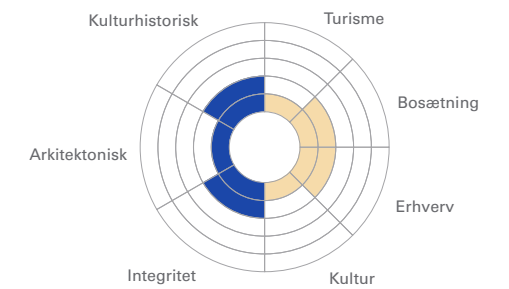 Kulturhistorisk
Turisme
Bosætning
Arkitektonisk
Erhverv
Integritet
Kultur